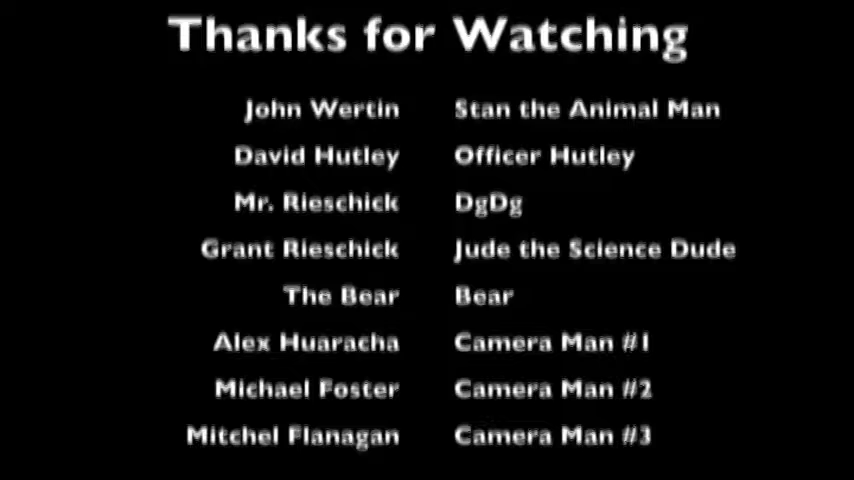 Thanks for Watching
John Wertin Stan the Animal Man
David Hutley Officer Hutley
Mr. Rieschick DgDg
Grant Rieschick Jude the Science Dude
The Bear Bear
Alex Huaracha Camera Man #1
Michael Foster Camera Man #2
Mitchel Flanagan Camera Man #3